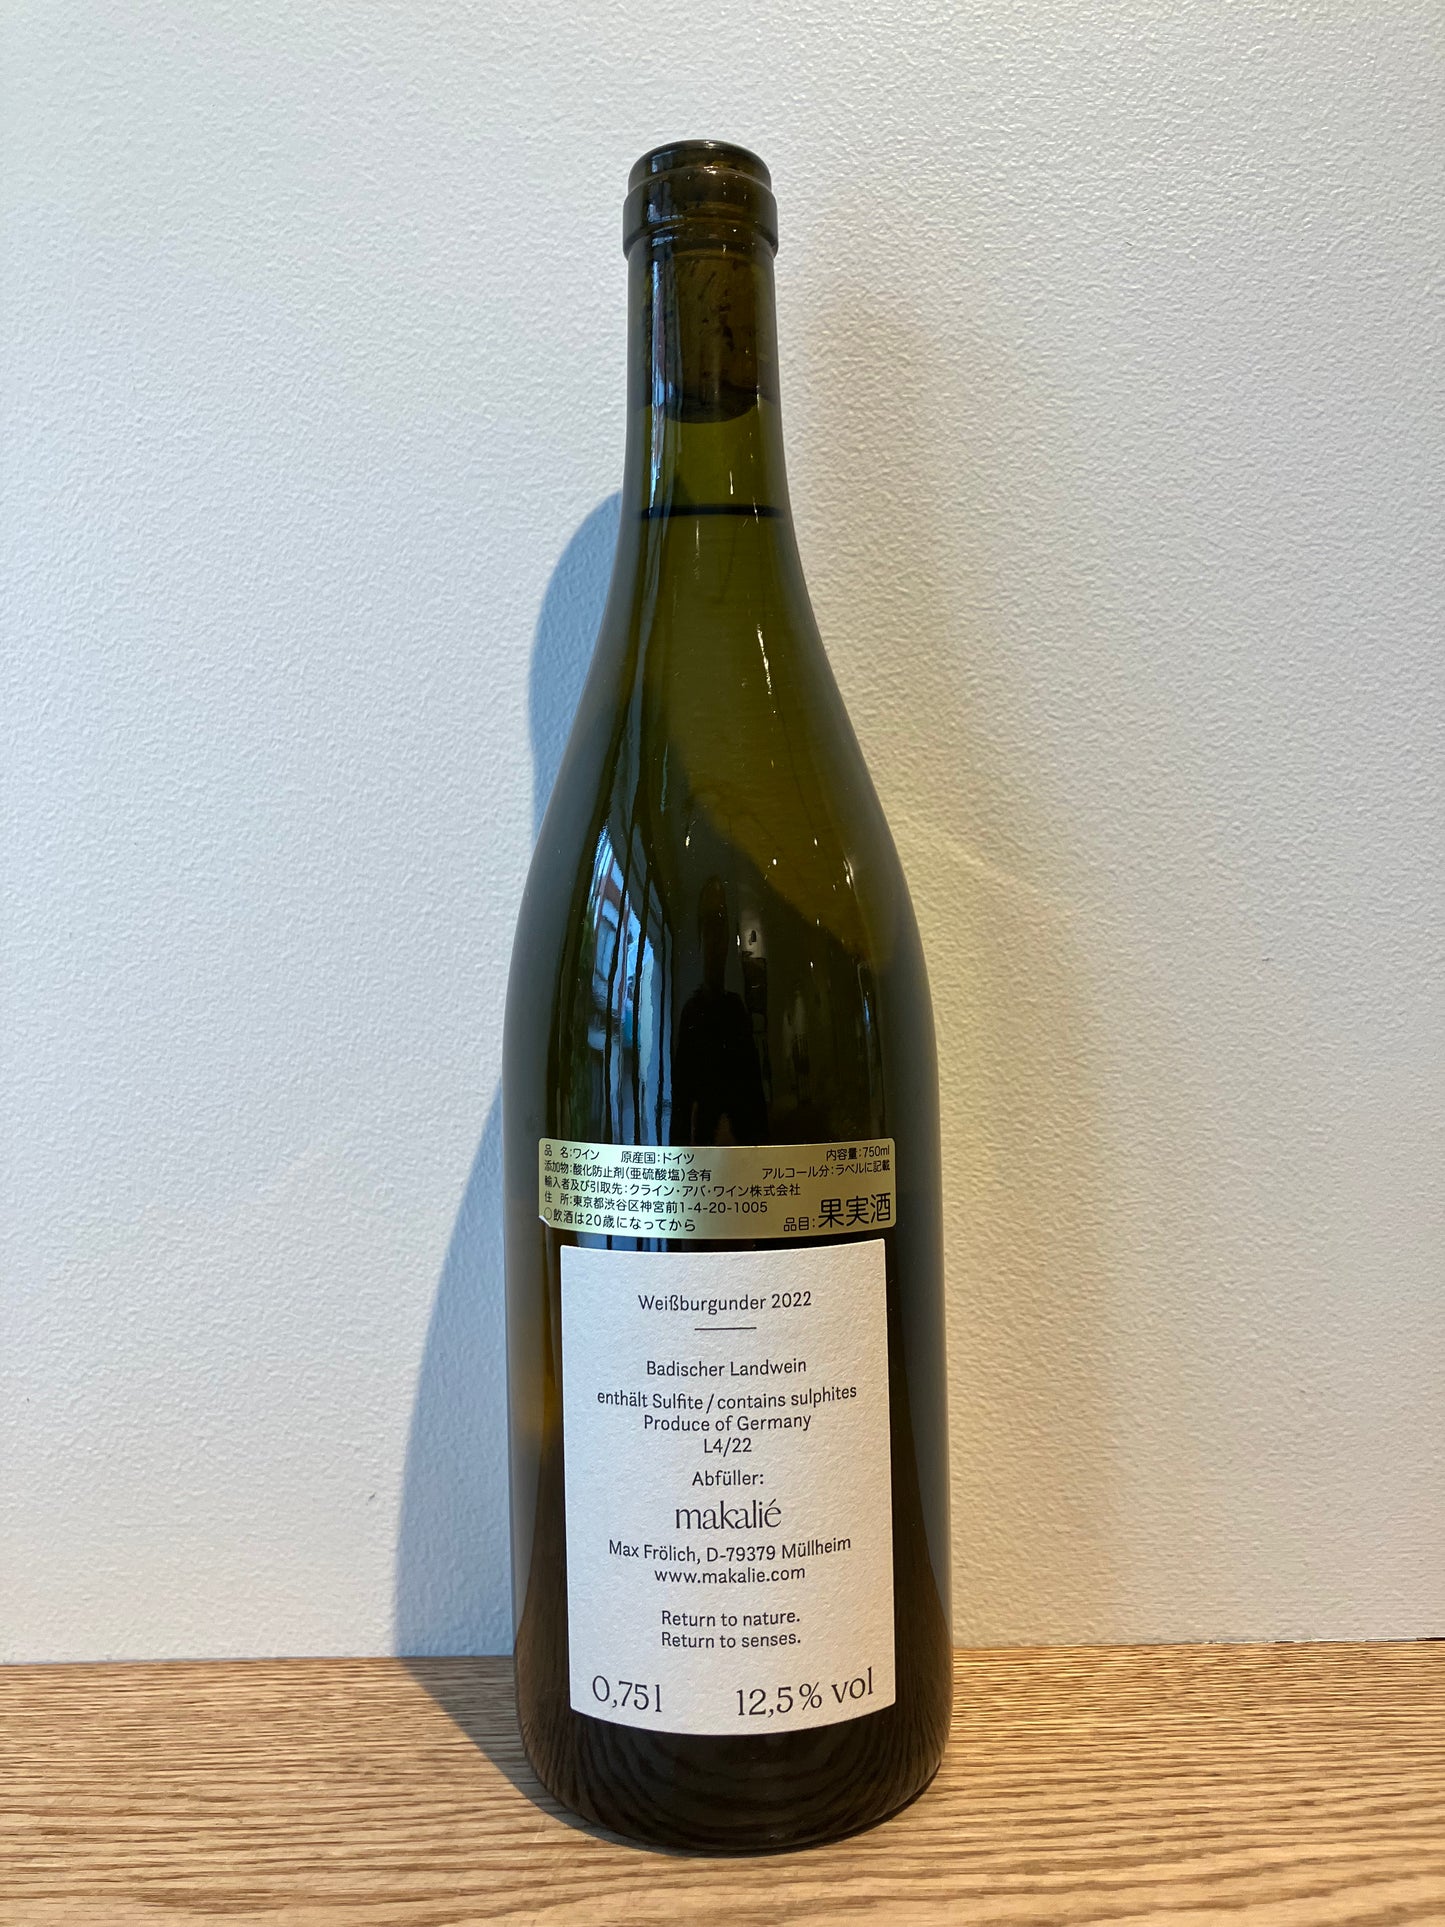 品 名:ワイン 原産国:ドイツ 内容量:750ml
添加物:酸化防止剤(亜硫酸塩)含有 アルコール分:ラベルに記載
輸入者及び引取先:クライン・アバ・ワイン株式会社
住 所:東京都渋谷区神宮前1-4-20-1005
○飲酒は20歳になってから 品目:果実酒
Weißburgunder 2022
Badischer Landwein
enthält Sulfite / contains sulphites
Produce of Germany
L4/22
Abfüller:
makalié
Max Frölich, D-79379 Müllheim
www.makalie.com
Return to nature.
Return to senses.
0,75l 12,5% vol